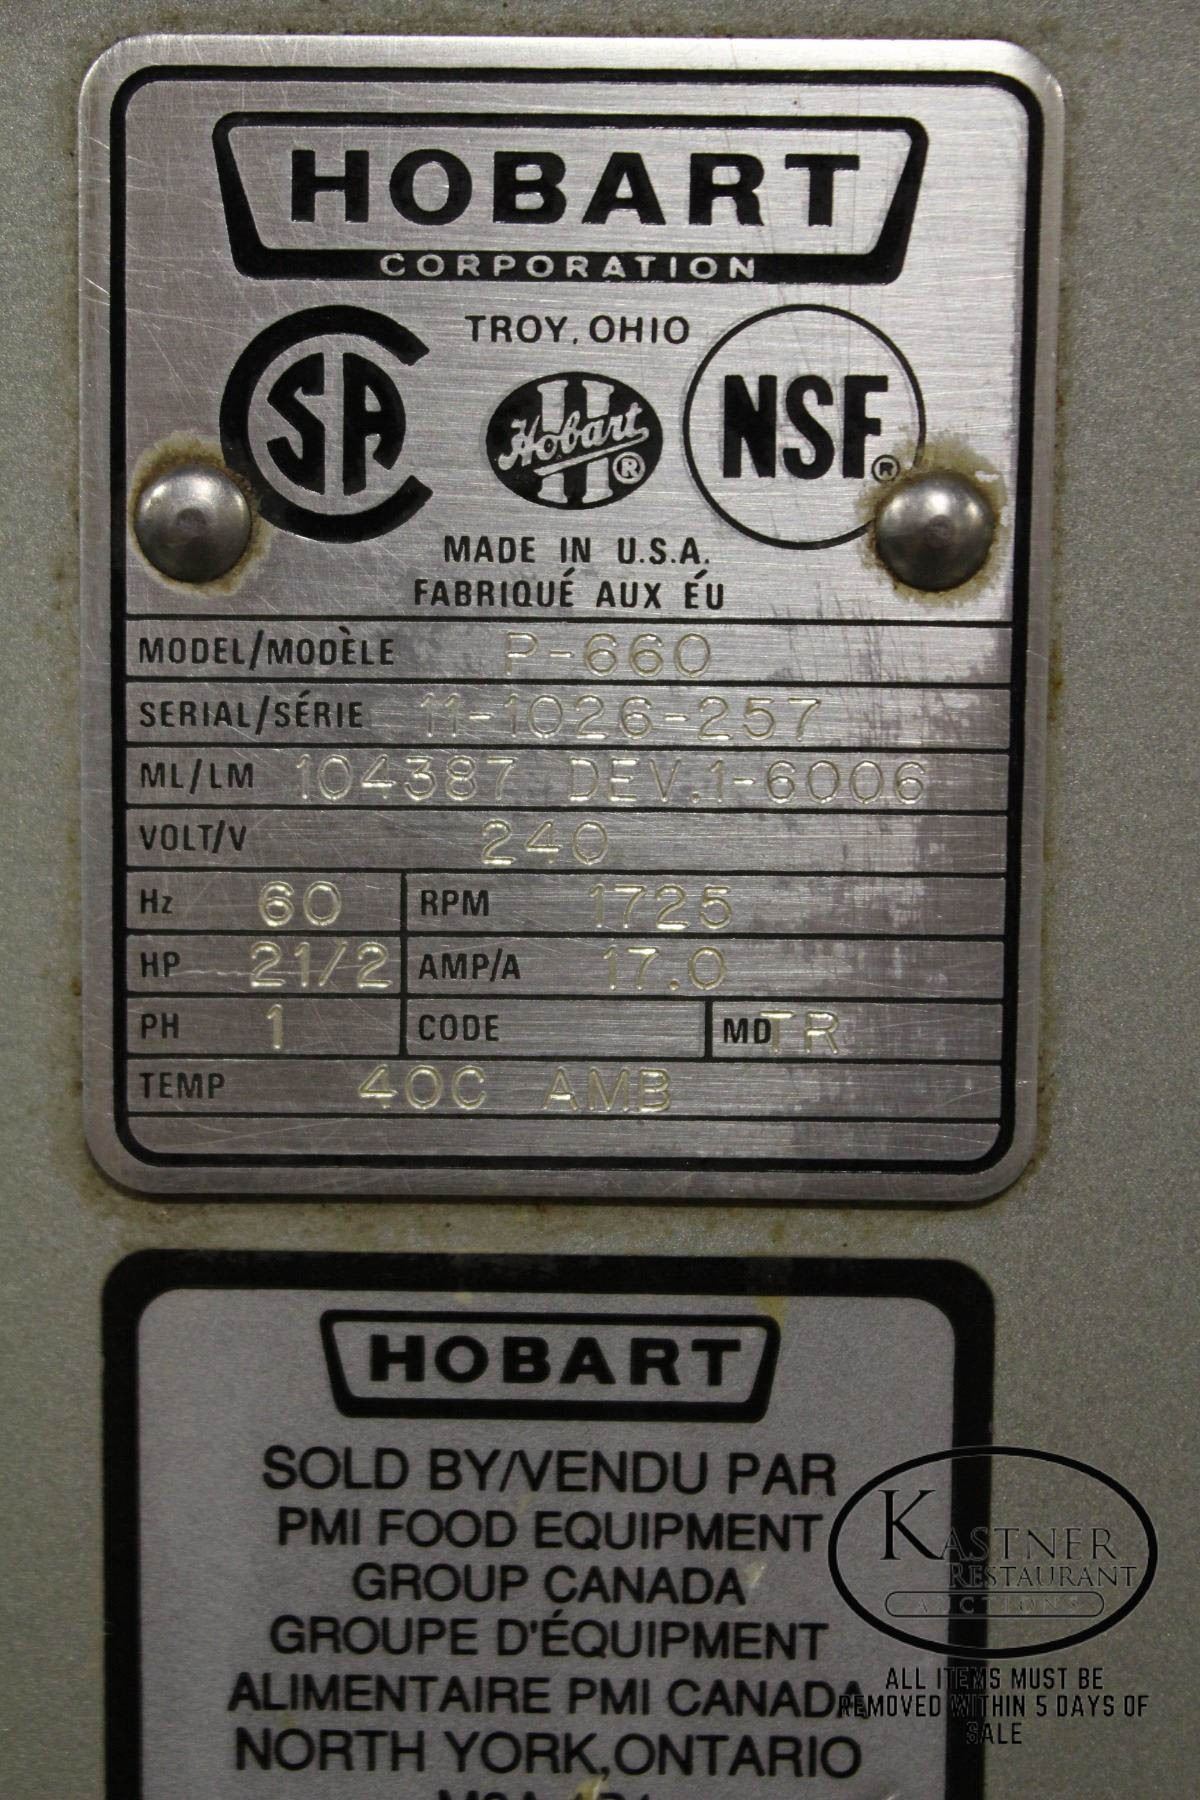 HOBART
CORPORATION
TROY, OHIO
SA
Hobart
®
NSF®
MADE IN U.S.A.
FABRIQUÉ AUX ÉU
MODEL/MODÈLE P-660
SERIAL/SÉRIE 11-1026-257
ML/LM 104387 DEV.1-6006
VOLT/V 240
Hz 60 RPM 1725
HP 21/2 AMP/A 17.0
PH 1 CODE MD TR
TEMP 40C AMB
HOBART
SOLD BY/VENDU PAR
PMI FOOD EQUIPMENT
GROUP CANADA
GROUPE D'ÉQUIPMENT
ALIMENTAIRE PMI CANADA
NORTH YORK,ONTARIO
KASTNER
RESTAURANT
AUCTIONS
ALL ITEMS MUST BE
REMOVED WITHIN 5 DAYS OF
SALE